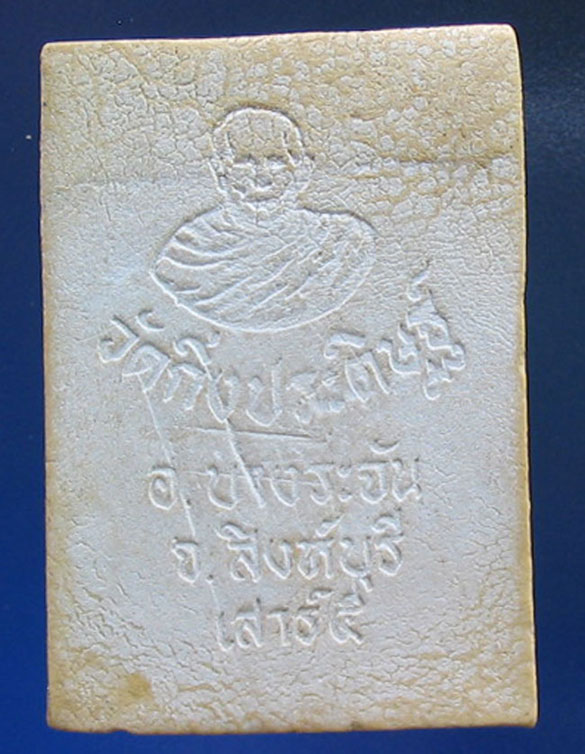 วัดกึ่งประดิษฐ์
อ. บางระจัน
จ. สิงห์บุรี
เสาร์ ๕